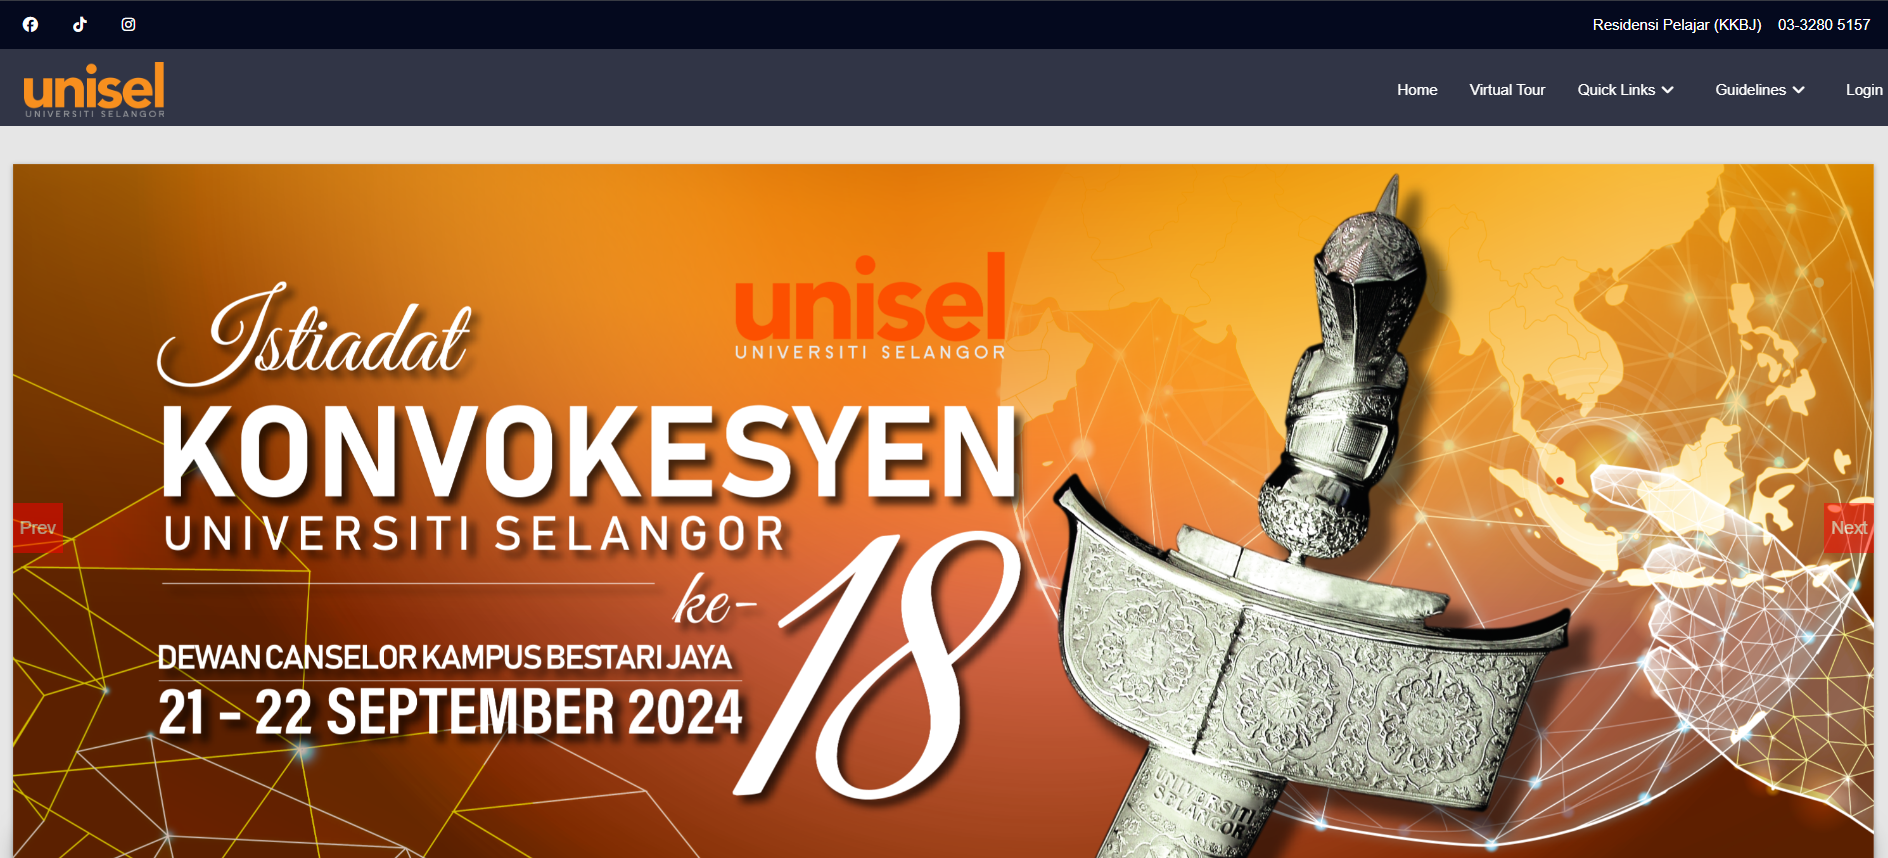 Residensi Pelajar (KKBJ) 03-3280 5157
unisel
UNIVERSITI SELANGOR
Home Virtual Tour Quick Links Guidelines Login
unisel
UNIVERSITI SELANGOR
Istiadat
KONVOKESYEN
UNIVERSITI SELANGOR
ke-18
DEWAN CANSELOR KAMPUS BESTARI JAYA
21 - 22 SEPTEMBER 2024
Prev
Next
UNIVERSITI
SELANGOR